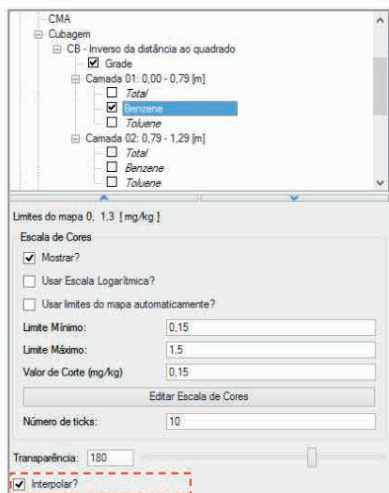 CMA
Cubagem
CB - Inverso da distância ao quadrado
Grade
Camada 01: 0,00 - 0,79 [m]
Total
Benzene
Toluene
Camada 02: 0,79 - 1,29 [m]
Total
Benzene
Toluene
Limites do mapa 0, 1,3 [mg/kg]
Escala de Cores
Mostrar?
Usar Escala Logarítmica?
Usar limites do mapa automaticamente?
Limite Mínimo: 0,15
Limite Máximo: 1,5
Valor de Corte (mg/kg) 0,15
Editar Escala de Cores
Número de ticks: 10
Transparência: 180
Interpolar?